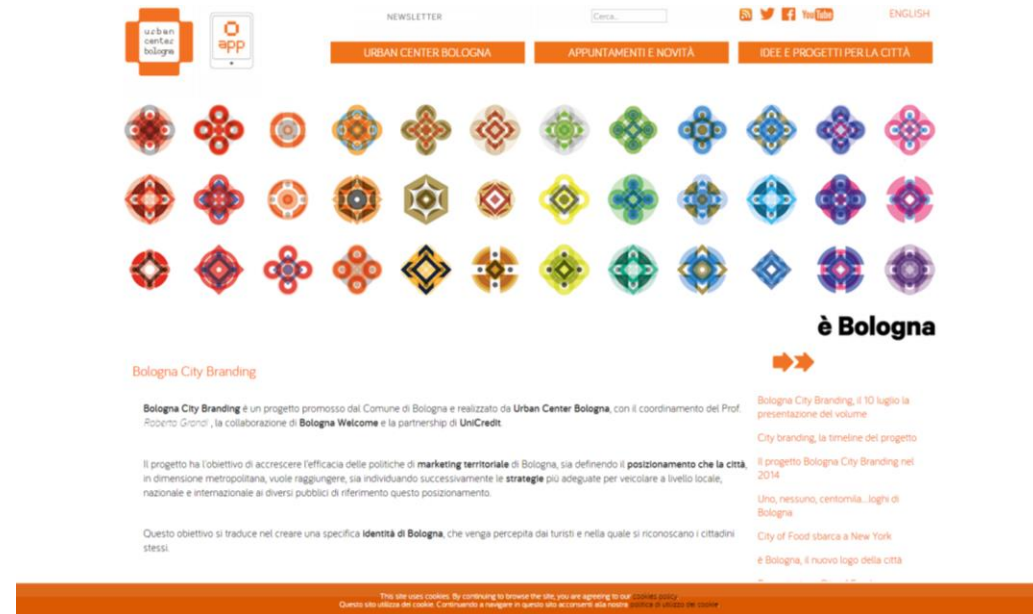 urban
center
bologna
app
NEWSLETTER
Cerca...
You Tube
ENGLISH
URBAN CENTER BOLOGNA
APPUNTAMENTI E NOVITÀ
IDEE E PROGETTI PER LA CITTÀ
è Bologna
Bologna City Branding
Bologna City Branding è un progetto promosso dal Comune di Bologna e realizzato da Urban Center Bologna, con il coordinamento del Prof.
Roberto Grandi , la collaborazione di Bologna Welcome e la partnership di UniCredit.
Il progetto ha l'obiettivo di accrescere l'efficacia delle politiche di marketing territoriale di Bologna, sia definendo il posizionamento che la città,
in dimensione metropolitana, vuole raggiungere, sia individuando successivamente le strategie più adeguate per veicolare a livello locale,
nazionale e internazionale ai diversi pubblici di riferimento questo posizionamento.
Questo obiettivo si traduce nel creare una specifica identità di Bologna, che venga percepita dai turisti e nella quale si riconoscano i cittadini
stessi.
Bologna City Branding, il 10 luglio la
presentazione del volume
City branding, la timeline del progetto
Il progetto Bologna City Branding nel
2014
Uno, nessuno, centomila...loghi di
Bologna
City of Food sbarca a New York
è Bologna, il nuovo logo della città
This site uses cookies. By continuing to browse the site, you are agreeing to our cookies policy.
Questo sito utilizza dei cookie. Continuando a navigare in questo sito acconsenti alla nostra politica di utilizzo dei cookie.